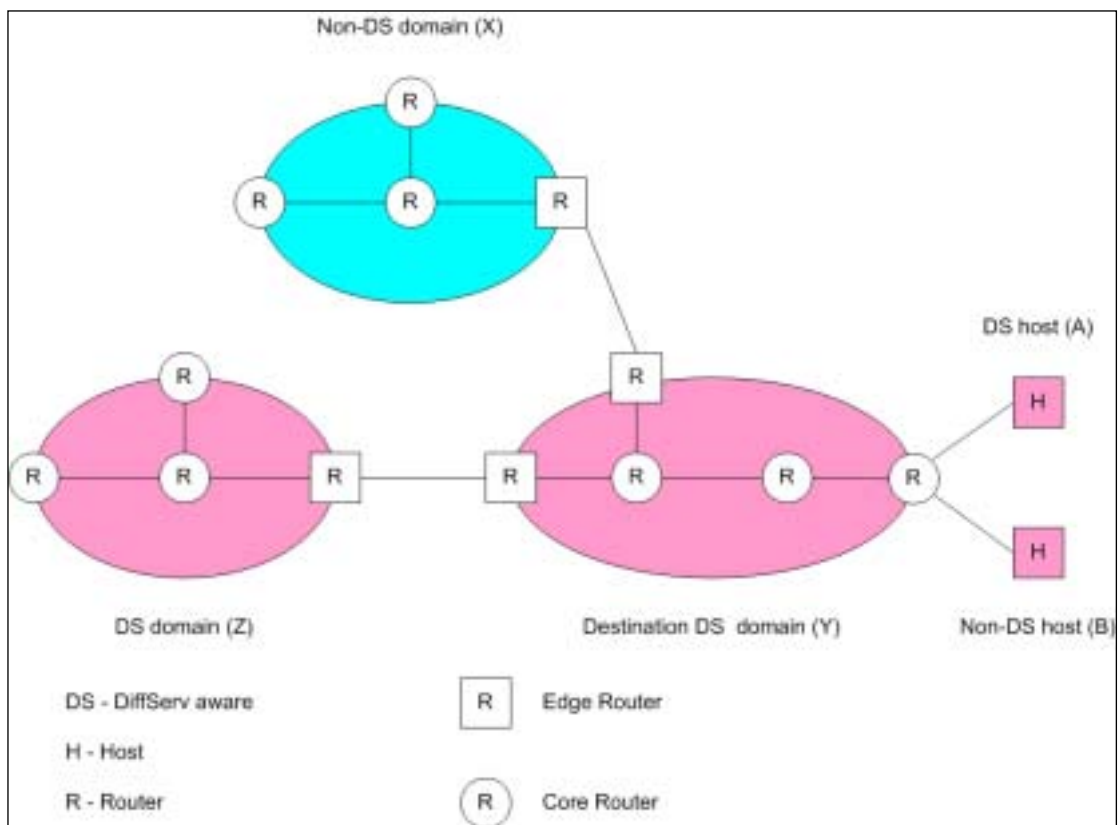 Non-DS domain (X)
R
R
R
R
DS host (A)
R
R
H
R
R
R
R
R
R
R
H
DS domain (Z)
Destination DS domain (Y)
Non-DS host (B)
DS - DiffServ aware
R
Edge Router
H - Host
R - Router
R
Core Router